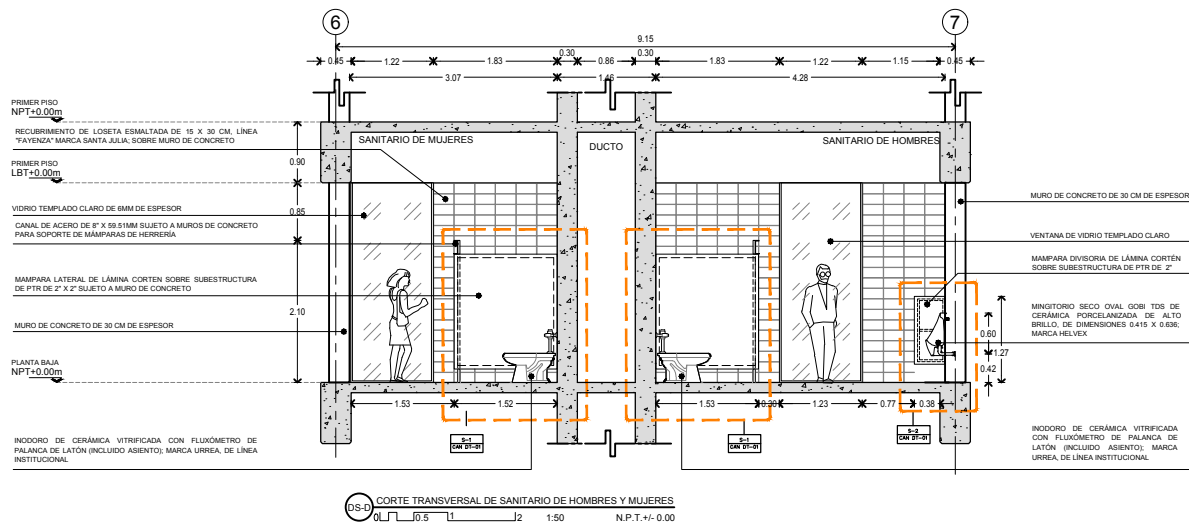 6
7
9.15
0.30
0.30
0.45
1.22
1.83
0.86
1.83
1.22
1.15
0.45
3.07
1.46
4.28
PRIMER PISO
NPT+0.00m
RECUBRIMIENTO DE LOSETA ESMALTADA DE 15 X 30 CM, LÍNEA
"FAYENZA" MARCA SANTA JULIA; SOBRE MURO DE CONCRETO
SANITARIO DE MUJERES
DUCTO
SANITARIO DE HOMBRES
0.90
PRIMER PISO
LBT+0.00m
MURO DE CONCRETO DE 30 CM DE ESPESOR
VIDRIO TEMPLADO CLARO DE 6MM DE ESPESOR
0.85
CANAL DE ACERO DE 8" X 59.51MM SUJETO A MUROS DE CONCRETO
PARA SOPORTE DE MÁMPARAS DE HERRERÍA
VENTANA DE VIDRIO TEMPLADO CLARO
MAMPARA DIVISORIA DE LÁMINA CORTÉN
SOBRE SUBESTRUCTURA DE PTR DE 2"
MAMPARA LATERAL DE LÁMINA CORTEN SOBRE SUBESTRUCTURA
DE PTR DE 2" X 2" SUJETO A MURO DE CONCRETO
2.10
MINGITORIO SECO OVAL GOBI TDS DE
CERÁMICA PORCELANIZADA DE ALTO
BRILLO, DE DIMENSIONES 0.415 X 0.636;
MARCA HELVEX
0.60
1.27
0.42
MURO DE CONCRETO DE 30 CM DE ESPESOR
PLANTA BAJA
NPT+0.00m
1.53
1.52
1.53
0.30
1.23
0.77
0.38
S-1
CAN DT-01
S-1
CAN DT-01
S-2
CAN DT-01
INODORO DE CERÁMICA VITRIFICADA CON FLUXÓMETRO DE
PALANCA DE LATÓN (INCLUIDO ASIENTO); MARCA URREA, DE LÍNEA
INSTITUCIONAL
INODORO DE CERÁMICA VITRIFICADA
CON FLUXÓMETRO DE PALANCA DE
LATÓN (INCLUIDO ASIENTO); MARCA
URREA, DE LÍNEA INSTITUCIONAL
DS-D
CORTE TRANSVERSAL DE SANITARIO DE HOMBRES Y MUJERES
0 0.5 1 2 1:50 N.P.T.+/- 0.00